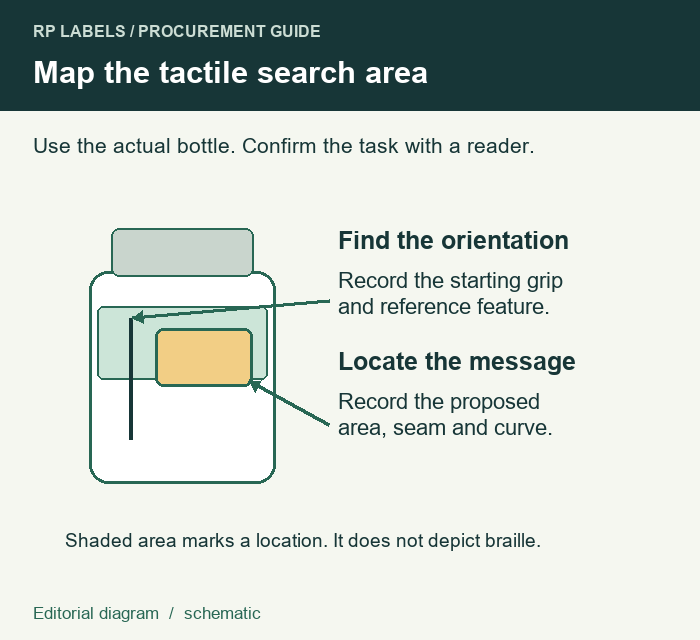 RP LABELS / PROCUREMENT GUIDE
Map the tactile search area
Use the actual bottle. Confirm the task with a reader.
Find the orientation
Record the starting grip
and reference feature.
Locate the message
Record the proposed
area, seam and curve.
Shaded area marks a location. It does not depict braille.
Editorial diagram / schematic